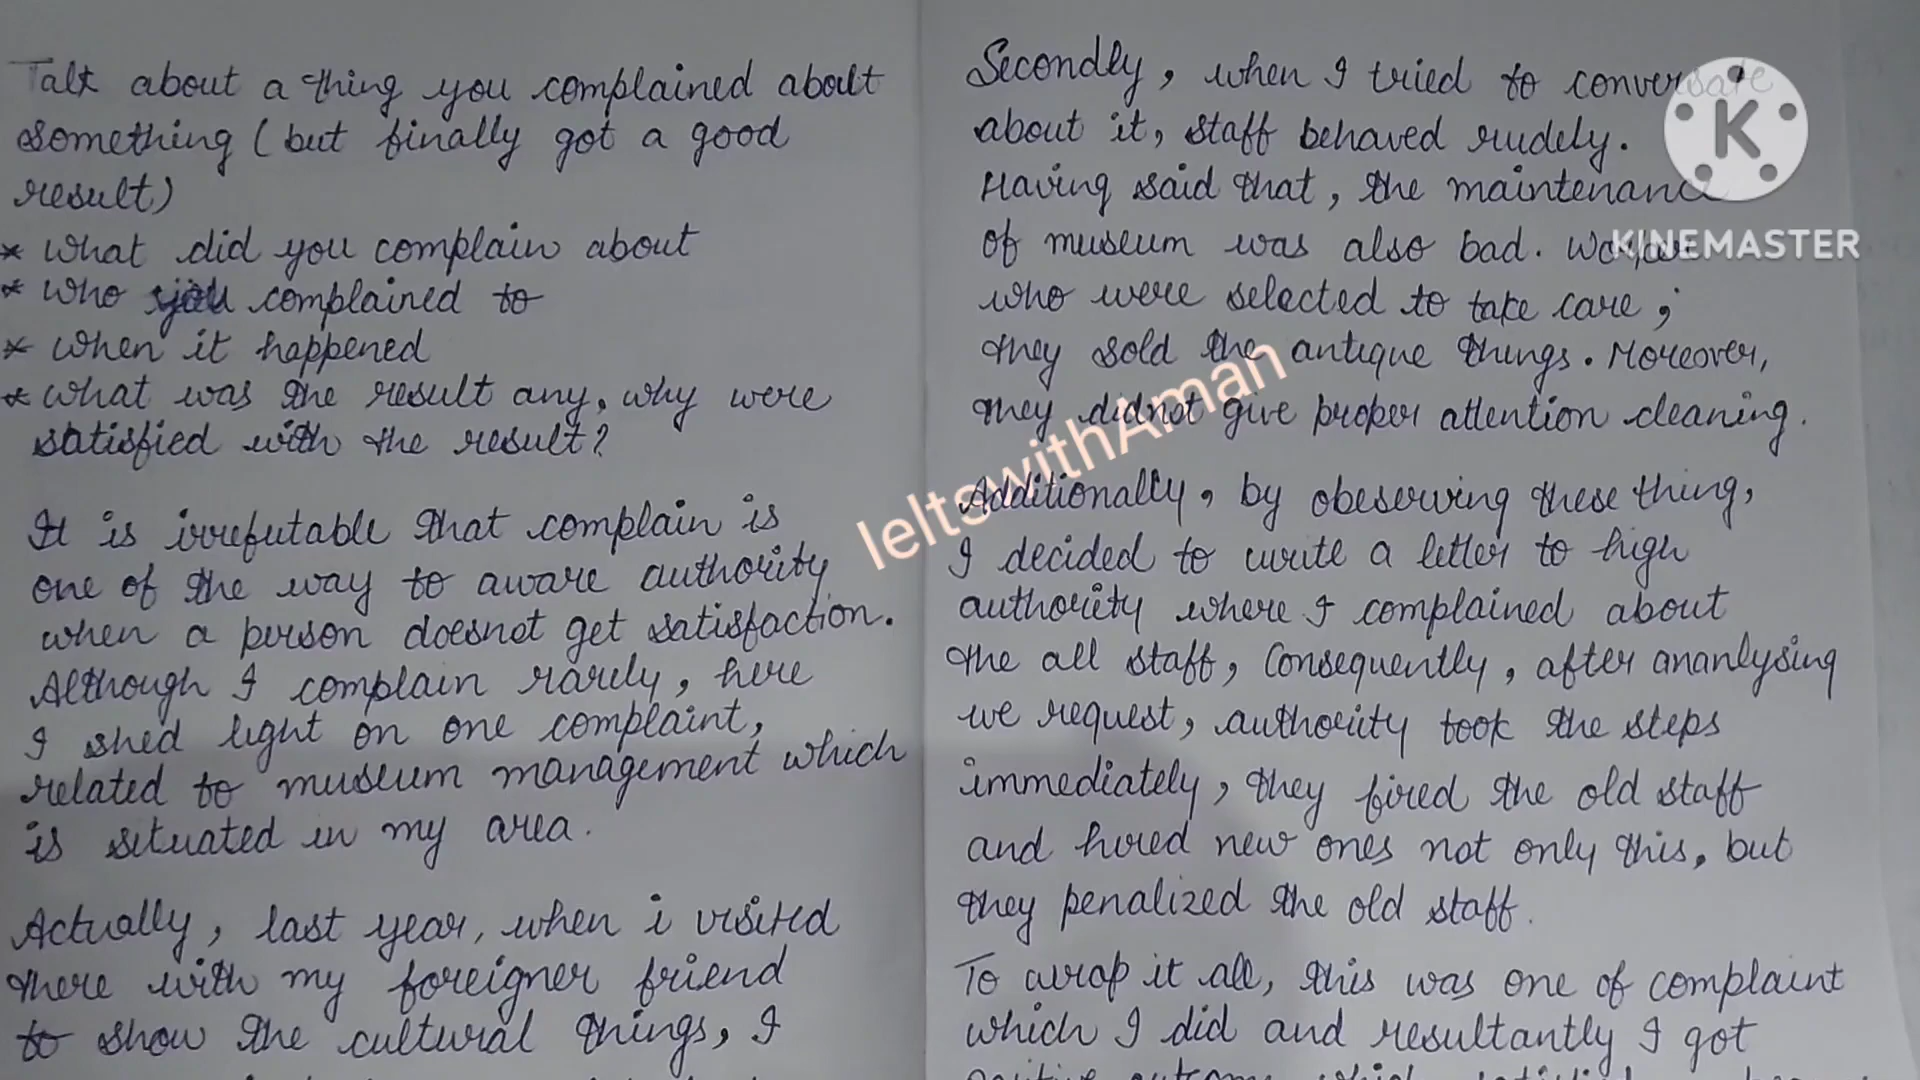 Talk about a thing you complained about
something (but finally got a good
result)
* what did you complain about
* who you complained to
* when it happened
* what was the result any, why were
satisfied with the result?
It is irrefutable that complain is
one of the way to aware authority
when a person doesnot get satisfaction.
Although I complain rarely, here
I shed light on one complaint,
related to museum management which
is situated in my area.
Actually, last year, when i visited
there with my foreigner friend
to show the cultural things, I
Secondly, when I tried to conversate
about it, staff behaved rudely.
Having said that, the maintenance
of museum was also bad.
who were selected to take care;
they sold the antique things. Moreover,
they didnot give proper attention cleaning.
Additionally, by obeserving these thing,
I decided to write a letter to high
authority where I complained about
the all staff, Consequently, after ananlysing
we request, authority took the steps
immediately, they fired the old staff
and hired new ones not only this, but
they penalized the old staff.
To wrap it all, this was one of complaint
which I did and resultantly I got
IeltswithAman
K
KINEMASTER